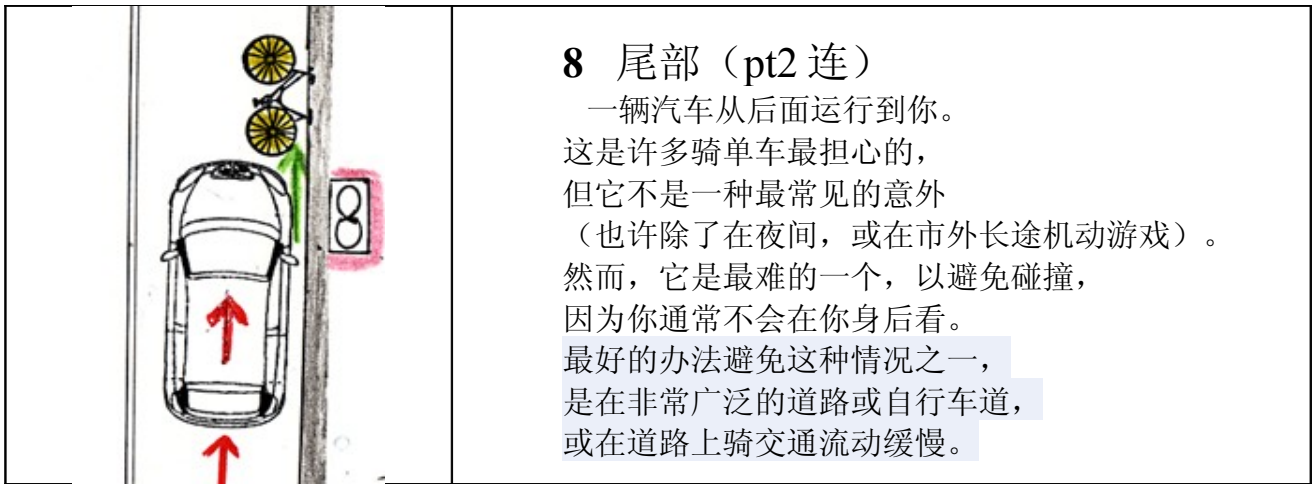 8
8 尾部（pt2 连）
一辆汽车从后面运行到你。
这是许多骑单车最担心的，
但它不是一种最常见的意外
（也许除了在夜间，或在市外长途机动游戏）。
然而，它是最难的一个，以避免碰撞，
因为你通常不会在你身后看。
最好的办法避免这种情况之一，
是在非常广泛的道路或自行车道，
或在道路上骑交通流动缓慢。